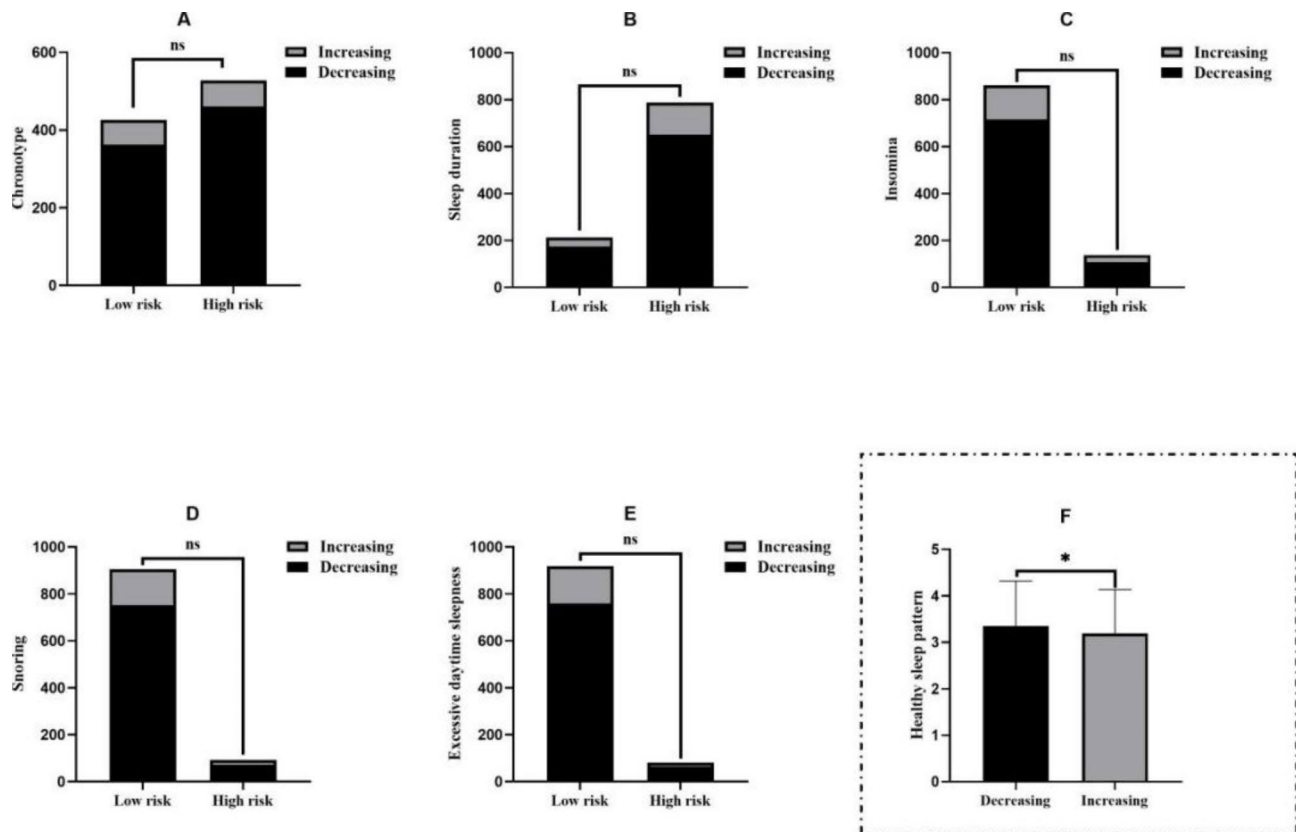 A
600
400
200
0
Chronotype
ns
Increasing
Decreasing
Low risk
High risk
B
1000
800
600
400
200
0
Sleep duration
ns
Increasing
Decreasing
Low risk
High risk
C
1000
800
600
400
200
0
Insomina
ns
Increasing
Decreasing
Low risk
High risk
D
1000
800
600
400
200
0
Snoring
ns
Increasing
Decreasing
Low risk
High risk
E
1000
800
600
400
200
0
Excessive daytime sleepness
ns
Increasing
Decreasing
Low risk
High risk
F
5
4
3
2
1
0
Healthy sleep pattern
*
Decreasing
Increasing